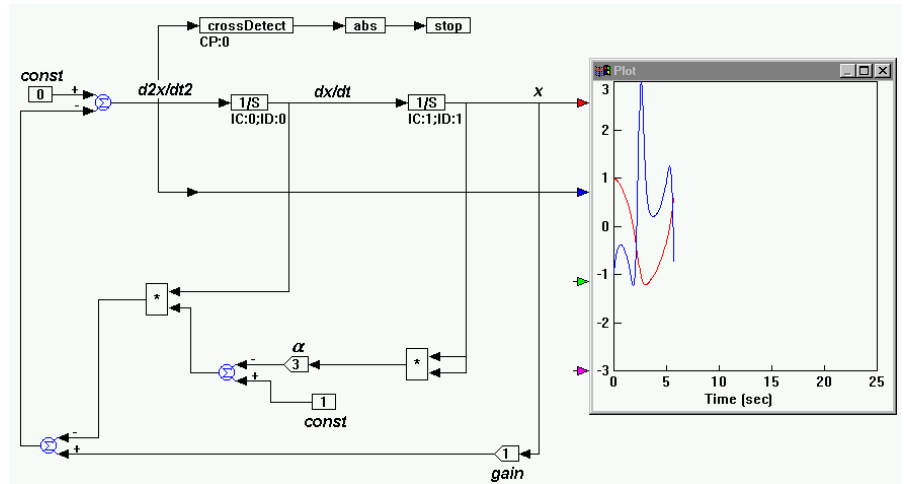 crossDetect abs stop
CP:0
const
0 + - Σ
d2x/dt2 1/S dx/dt 1/S x
IC:0;ID:0 IC:1;ID:1
Plot
3
2
1
0
-1
-2
-3
0 5 10 15 20 25
Time (sec)
*
α
Σ - 3 *
+
1
const
-
Σ +
1
gain